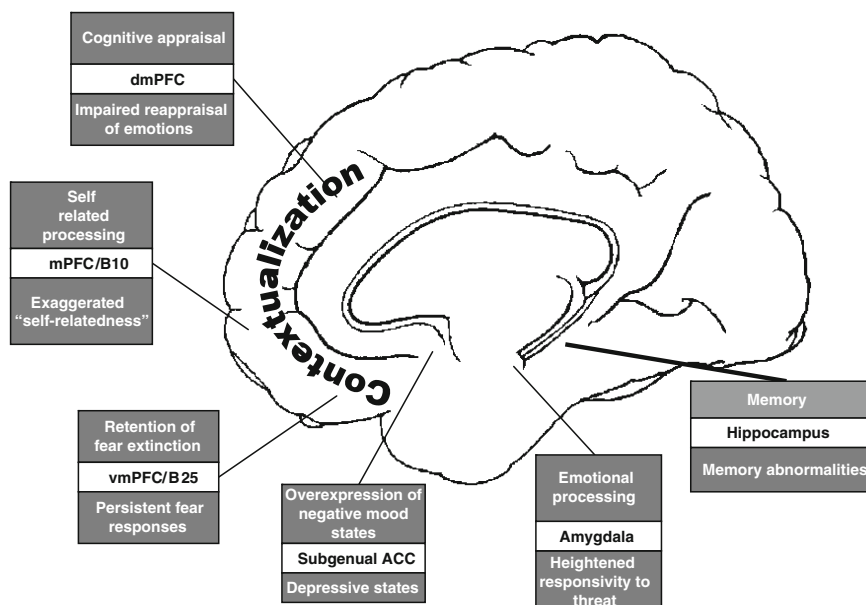 Cognitive appraisal
dmPFC
Impaired reappraisal
of emotions
Self
related
processing
mPFC/B10
Exaggerated
“self-relatedness”
Contextualization
Retention of
fear extinction
vmPFC/B25
Persistent fear
responses
Overexpression of
negative mood
states
Subgenual ACC
Depressive states
Emotional
processing
Amygdala
Heightened
responsivity to
threat
Memory
Hippocampus
Memory abnormalities